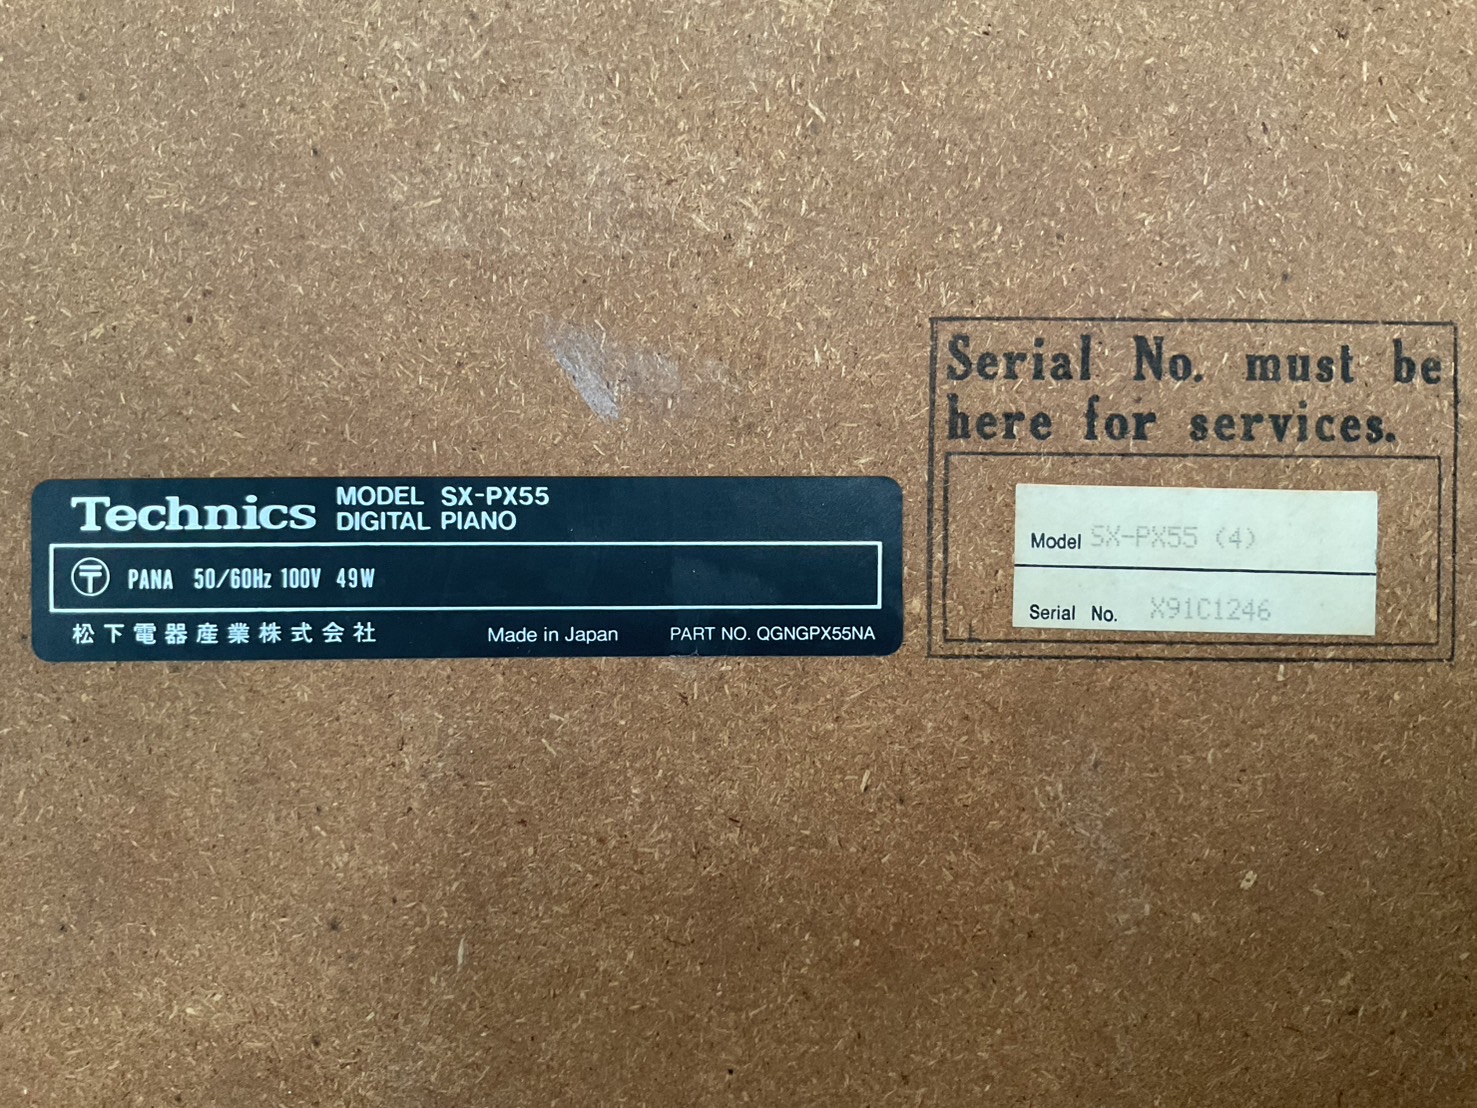 Technics MODEL SX-PX55
DIGITAL PIANO
〒 PANA 50/60Hz 100V 49W
松下電器産業株式会社 Made in Japan PART NO. QGNGPX55NA
Serial No. must be
here for services.
Model SX-PX55 (4)
Serial No. X91C1246